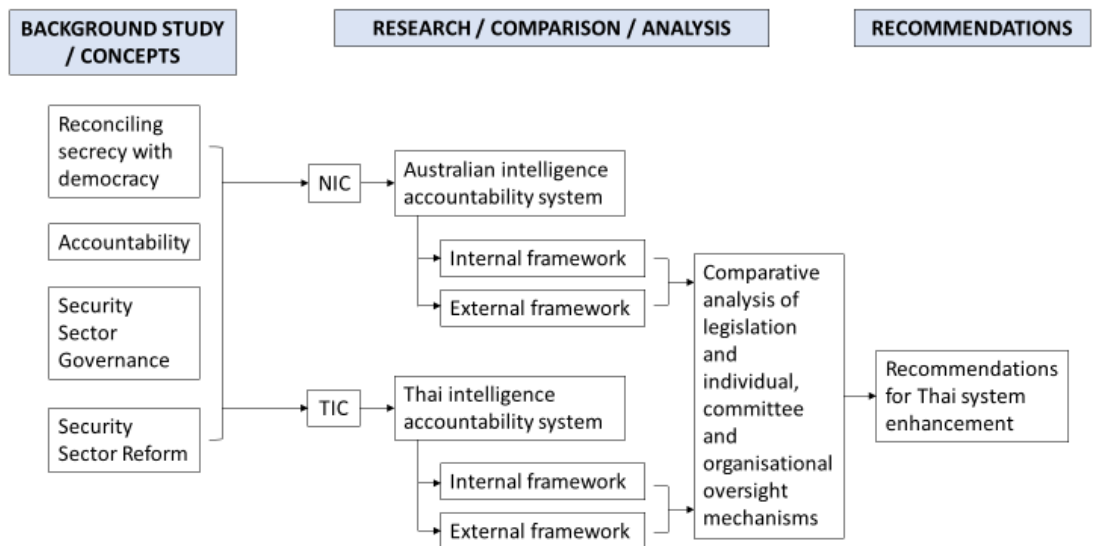 BACKGROUND STUDY
/ CONCEPTS
RESEARCH / COMPARISON / ANALYSIS
RECOMMENDATIONS
Reconciling
secrecy with
democracy
Accountability
Security
Sector
Governance
Security
Sector Reform
NIC
Australian intelligence
accountability system
Internal framework
External framework
TIC
Thai intelligence
accountability system
Internal framework
External framework
Comparative
analysis of
legislation
and
individual,
committee
and
organisational
oversight
mechanisms
Recommendations
for Thai system
enhancement